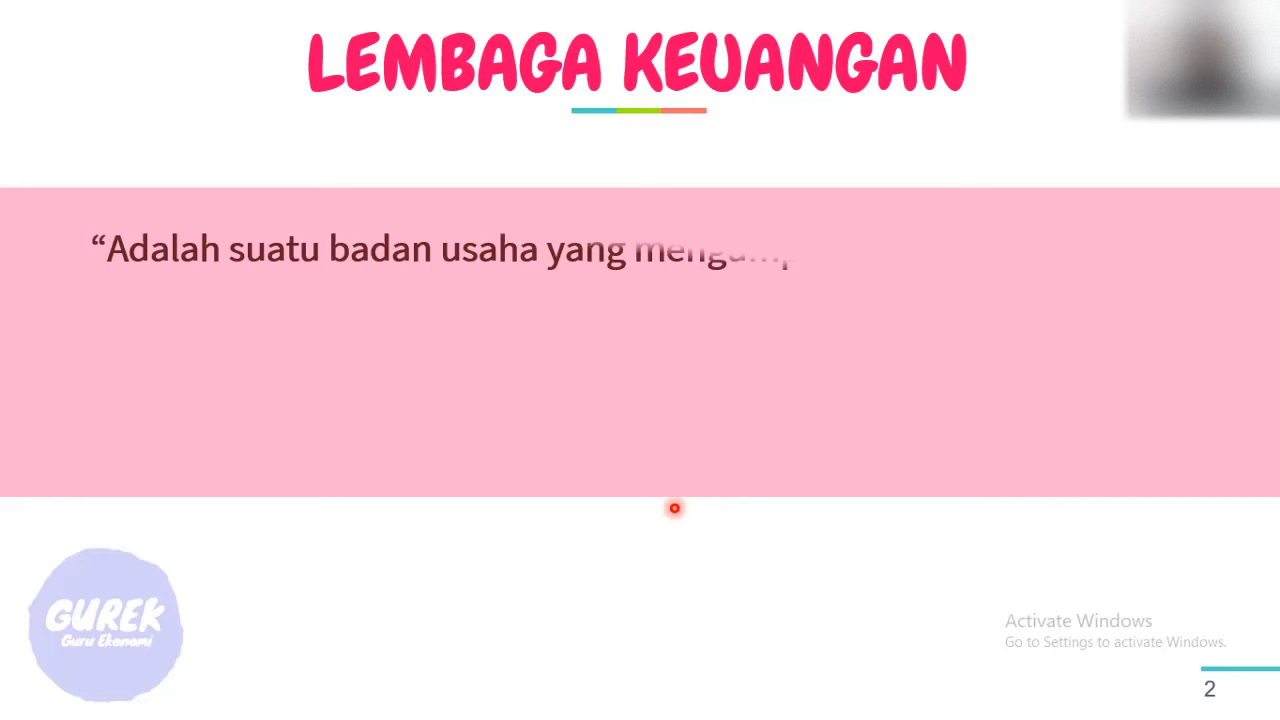 LEMBAGA KEUANGAN
“Adalah suatu badan usaha yang
GUREK
Guru Ekonomi
Activate Windows
Go to Settings to activate Windows.
2